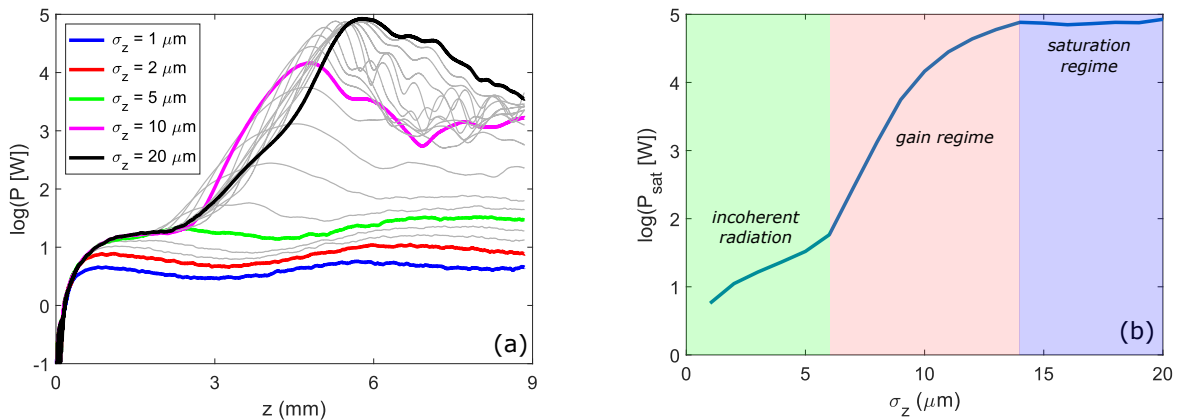 log(P [W])
5
4
3
2
1
0
-1
σz = 1 μm
σz = 2 μm
σz = 5 μm
σz = 10 μm
σz = 20 μm
(a)
0
3
6
9
z (mm)
log(Psat [W])
5
4
3
2
1
0
incoherent
radiation
gain regime
saturation
regime
(b)
0
5
10
15
20
σz (μm)